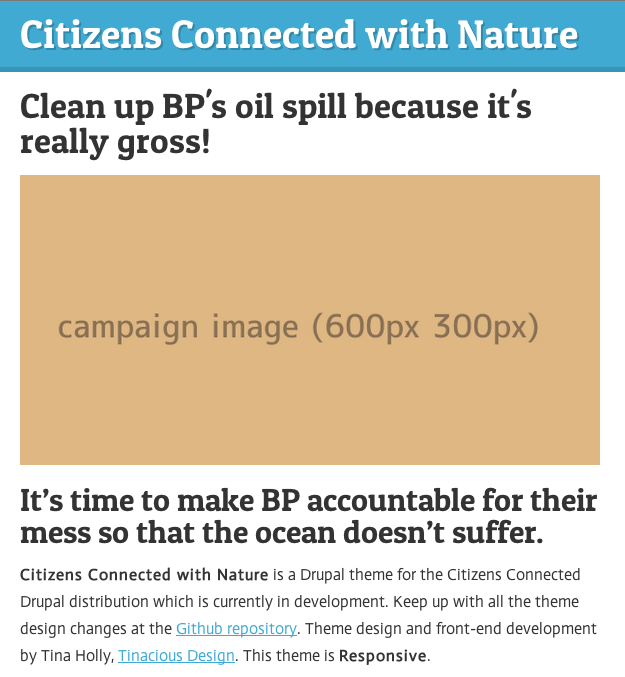 Citizens Connected with Nature
Clean up BP's oil spill because it's
really gross!
campaign image (600px 300px)
It’s time to make BP accountable for their
mess so that the ocean doesn’t suffer.
Citizens Connected with Nature is a Drupal theme for the Citizens Connected
Drupal distribution which is currently in development. Keep up with all the theme
design changes at the Github repository. Theme design and front-end development
by Tina Holly, Tinacious Design. This theme is Responsive.